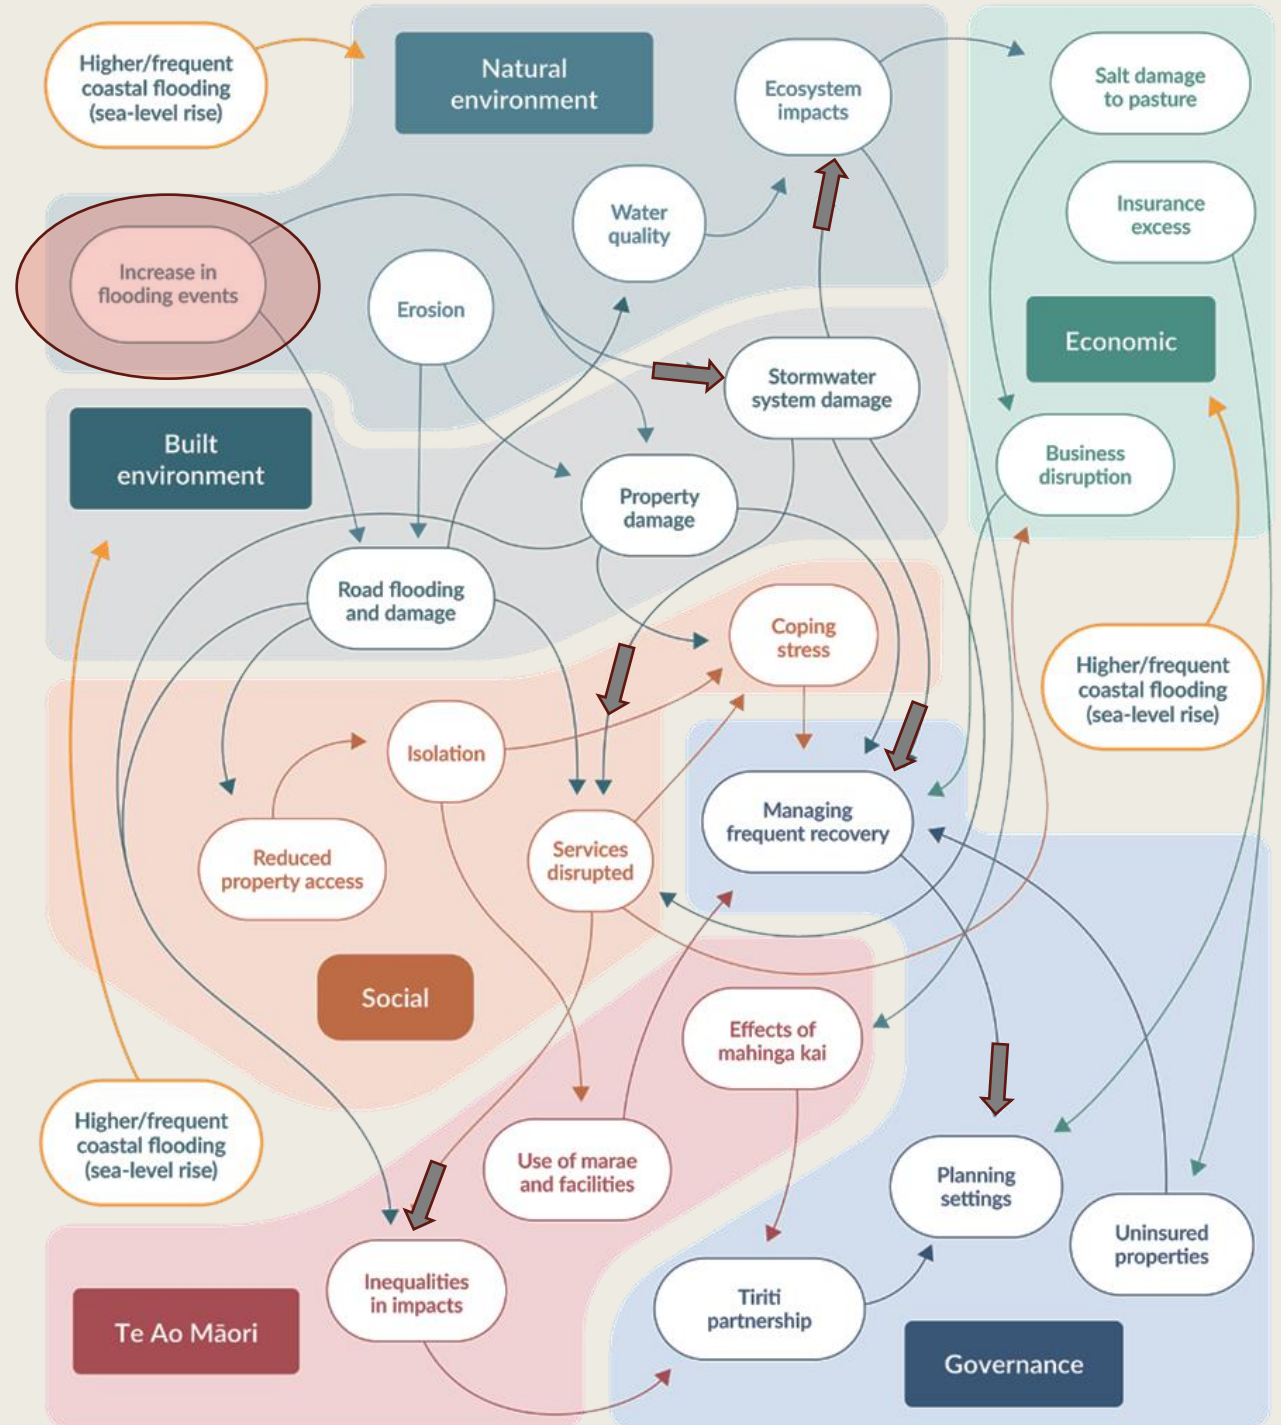 Higher/frequent
coastal flooding
(sea-level rise)
Natural
environment
Ecosystem
impacts
Salt damage
to pasture
Water
quality
Insurance
excess
Increase in
flooding events
Erosion
Economic
Stormwater
system damage
Built
environment
Business
disruption
Property
damage
Road flooding
and damage
Coping
stress
Higher/frequent
coastal flooding
(sea-level rise)
Isolation
Managing
frequent recovery
Reduced
property access
Services
disrupted
Social
Effects of
mahinga kai
Higher/frequent
coastal flooding
(sea-level rise)
Use of marae
and facilities
Planning
settings
Uninsured
properties
Inequalities
in impacts
Tiriti
partnership
Te Ao Māori
Governance